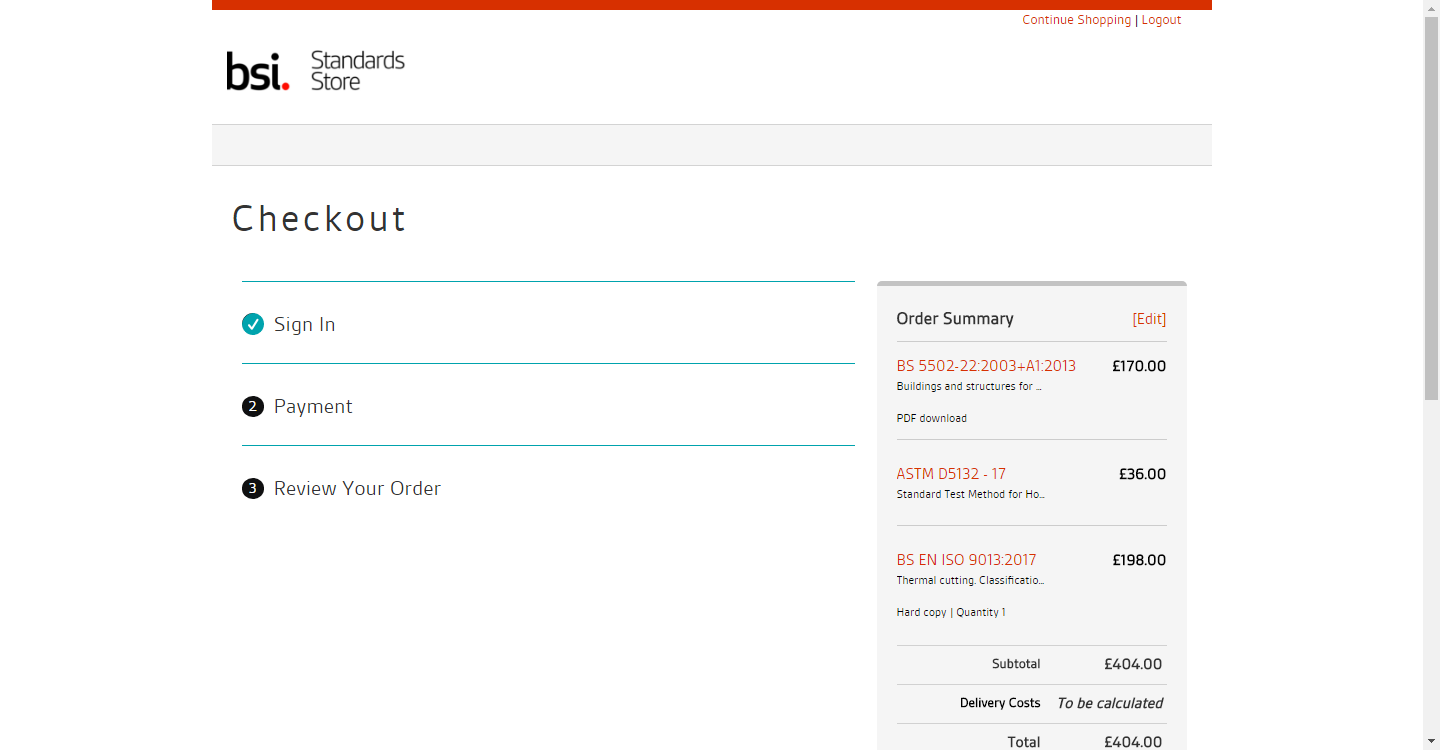 Continue Shopping | Logout
bsi. Standards Store
Checkout
Sign In
2 Payment
3 Review Your Order
Order Summary [Edit]
BS 5502-22:2003+A1:2013 £170.00
Buildings and structures for ...
PDF download
ASTM D5132 - 17 £36.00
Standard Test Method for Ho...
BS EN ISO 9013:2017 £198.00
Thermal cutting. Classificatio...
Hard copy | Quantity 1
Subtotal £404.00
Delivery Costs To be calculated
Total £404.00